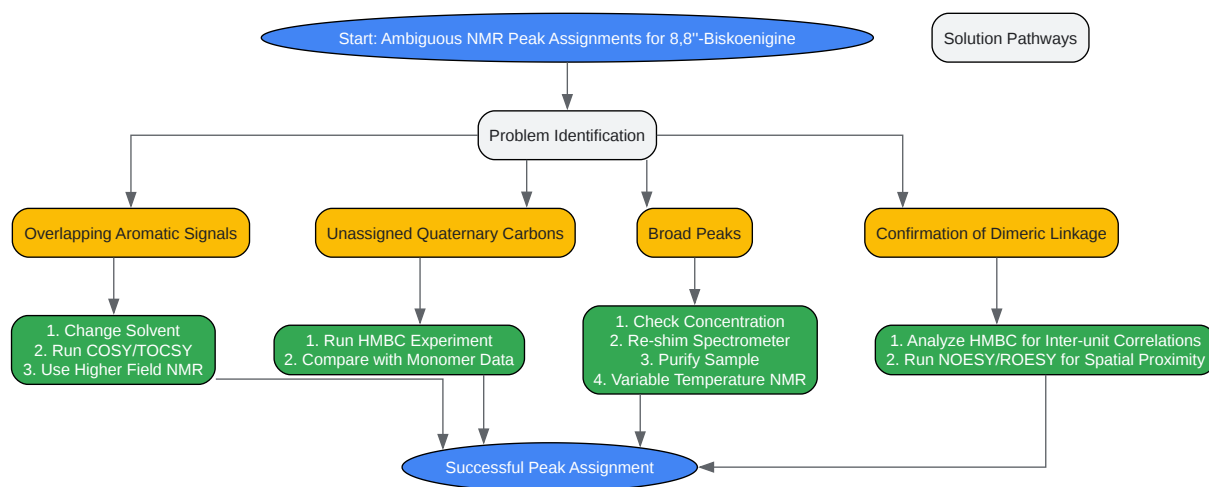 Start: Ambiguous NMR Peak Assignments for 8,8''-Biskoenigine
Solution Pathways
Problem Identification
Overlapping Aromatic Signals
Unassigned Quaternary Carbons
Broad Peaks
Confirmation of Dimeric Linkage
1. Change Solvent
2. Run COSY/TOCSY
3. Use Higher Field NMR
1. Run HMBC Experiment
2. Compare with Monomer Data
1. Check Concentration
2. Re-shim Spectrometer
3. Purify Sample
4. Variable Temperature NMR
1. Analyze HMBC for Inter-unit Correlations
2. Run NOESY/ROESY for Spatial Proximity
Successful Peak Assignment